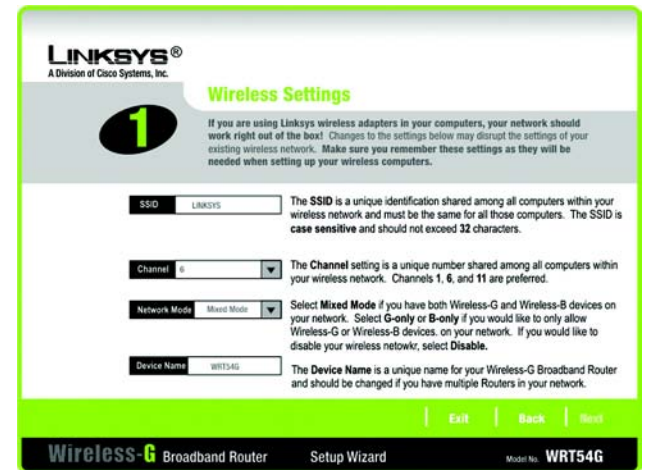 LINKSYS®
A Division of Cisco Systems, Inc.
Wireless Settings
1
If you are using Linksys wireless adapters in your computers, your network should
work right out of the box! Changes to the settings below may disrupt the settings of your
existing wireless network. Make sure you remember these settings as they will be
needed when setting up your wireless computers.
SSID LINKSYS
The SSID is a unique identification shared among all computers within your
wireless network and must be the same for all those computers. The SSID is
case sensitive and should not exceed 32 characters.
Channel 6
The Channel setting is a unique number shared among all computers within
your wireless network. Channels 1, 6, and 11 are preferred.
Network Mode Mixed Mode
Select Mixed Mode if you have both Wireless-G and Wireless-B devices on
your network. Select G-only or B-only if you would like to only allow
Wireless-G or Wireless-B devices. on your network. If you would like to
disable your wireless netowkr, select Disable.
Device Name WRT54G
The Device Name is a unique name for your Wireless-G Broadband Router
and should be changed if you have multiple Routers in your network.
Exit Back Next
Wireless-G Broadband Router Setup Wizard Model No. WRT54G